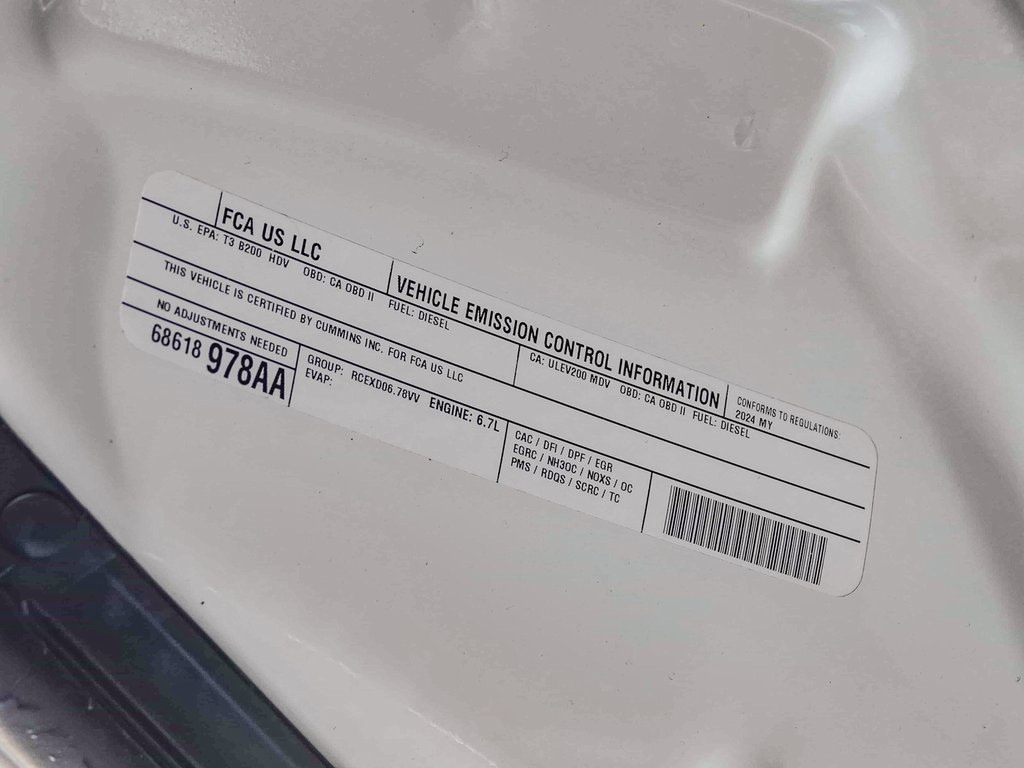 FCA US LLC
VEHICLE EMISSION CONTROL INFORMATION
CONFORMS TO REGULATIONS:
2024 MY
U.S. EPA: T3 B200 HDV OBD: CA OBD II FUEL: DIESEL
CA: ULEV200 MDV OBD: CA OBD II FUEL: DIESEL
THIS VEHICLE IS CERTIFIED BY CUMMINS INC. FOR FCA US LLC
NO ADJUSTMENTS NEEDED
68618 978AA
GROUP: RCEXD06.78VV ENGINE: 6.7L
EVAP:
CAC / DFI / DPF / EGR
EGRC / NH3OC / NOXS / OC
PMS / RDQS / SCRC / TC